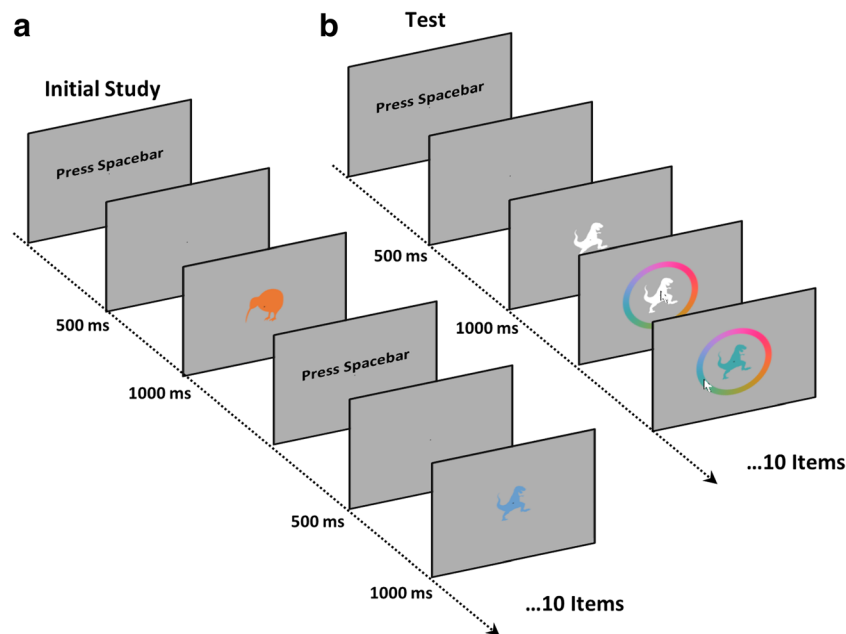 a
Initial Study
Press Spacebar
500 ms
1000 ms
Press Spacebar
500 ms
1000 ms
...10 Items
b
Test
Press Spacebar
500 ms
1000 ms
...10 Items